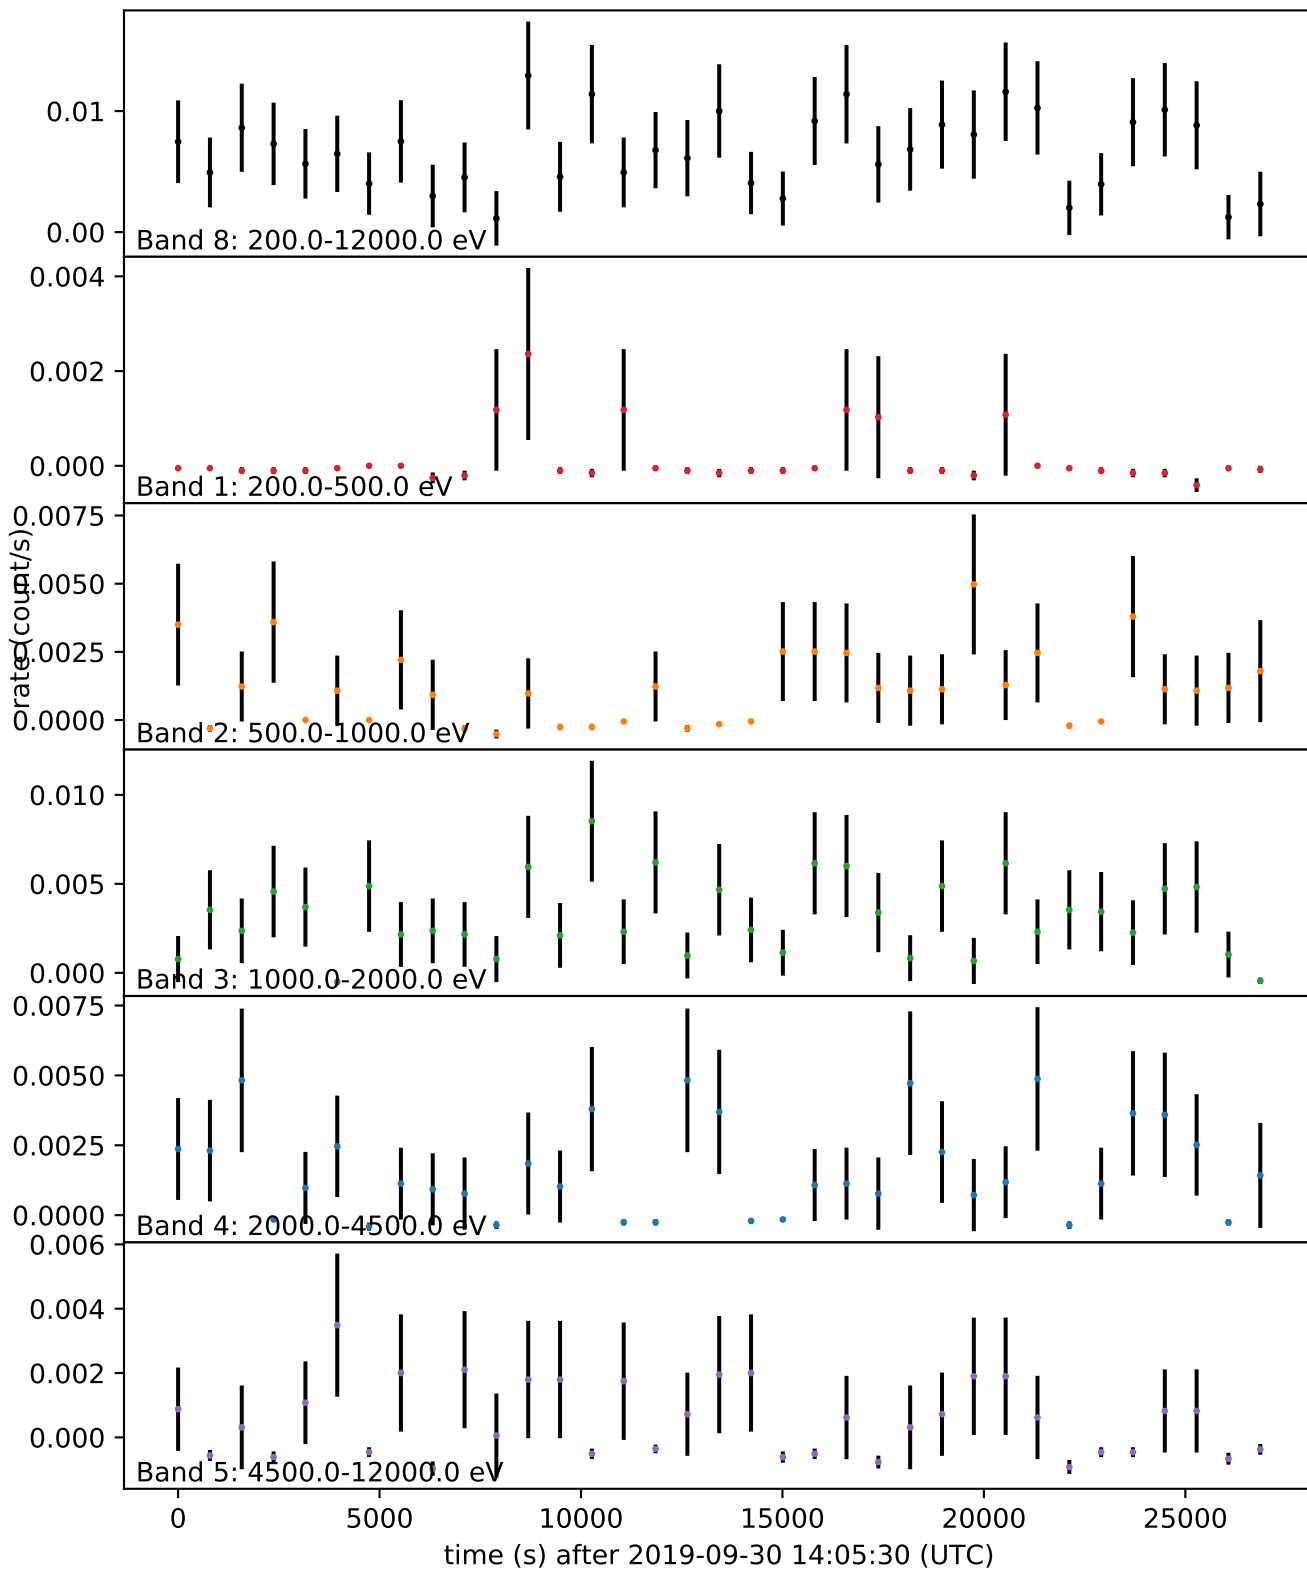 0.01
0.00
Band 8: 200.0-12000.0 eV
0.004
0.002
0.000
Band 1: 200.0-500.0 eV
0.0075
0.0050
0.0025
0.0000
rate (count/s)
Band 2: 500.0-1000.0 eV
0.010
0.005
0.000
Band 3: 1000.0-2000.0 eV
0.0075
0.0050
0.0025
0.0000
Band 4: 2000.0-4500.0 eV
0.006
0.004
0.002
0.000
Band 5: 4500.0-12000.0 eV
0 5000 10000 15000 20000 25000
time (s) after 2019-09-30 14:05:30 (UTC)